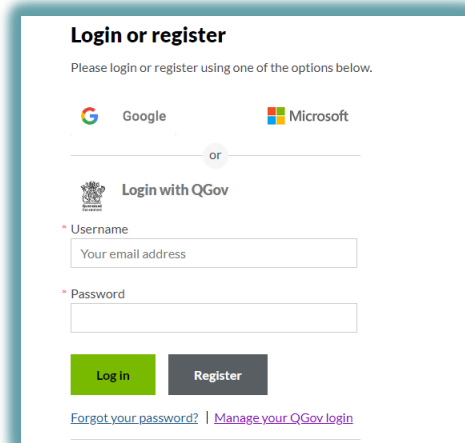 Login or register
Please login or register using one of the options below.
Google Microsoft
or
Login with QGov
* Username
Your email address
* Password
Log in Register
Forgot your password? | Manage your QGov login